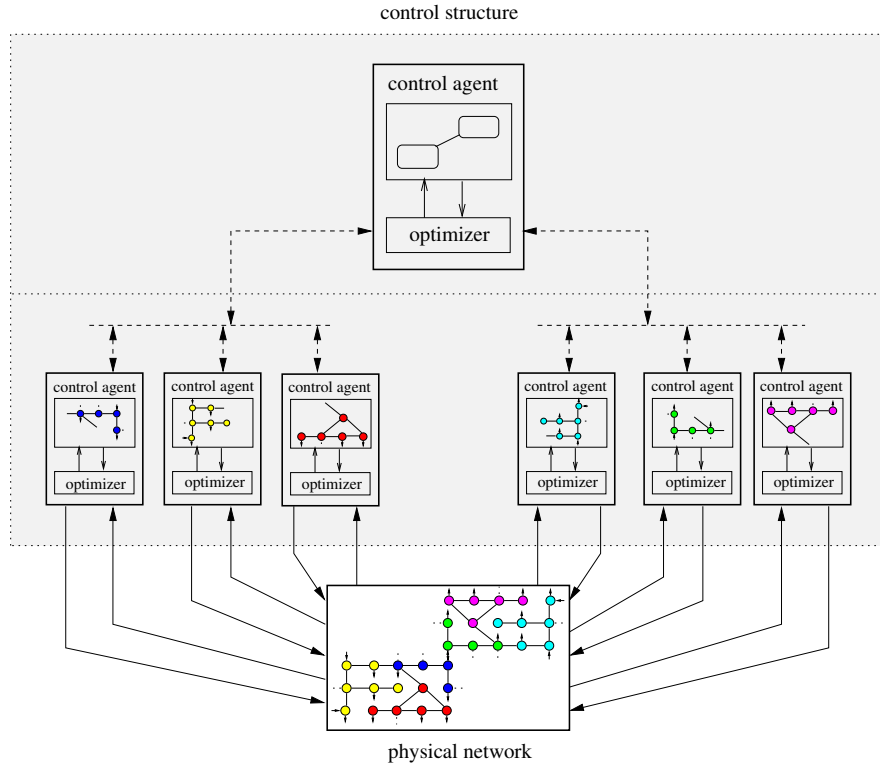 control structure
control agent
optimizer
control agent
control agent
control agent
control agent
control agent
control agent
optimizer
optimizer
optimizer
optimizer
optimizer
optimizer
physical network